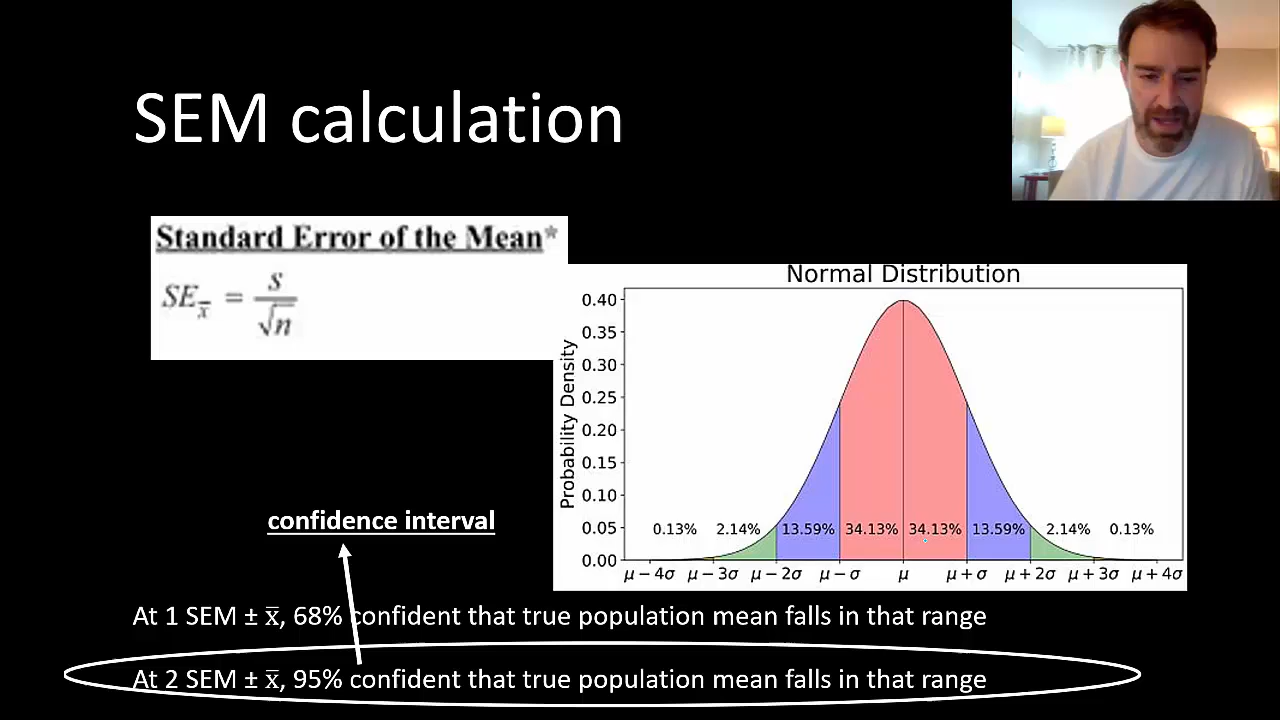 SEM calculation
Standard Error of the Mean*
SE_x̅ = s/√n
Normal Distribution
Probability Density
0.40
0.35
0.30
0.25
0.20
0.15
0.10
0.05
0.00
0.13% 2.14% 13.59% 34.13% 34.13% 13.59% 2.14% 0.13%
μ − 4σ μ − 3σ μ − 2σ μ − σ μ μ + σ μ + 2σ μ + 3σ μ + 4σ
confidence interval
At 1 SEM ± x̅, 68% confident that true population mean falls in that range
At 2 SEM ± x̅, 95% confident that true population mean falls in that range